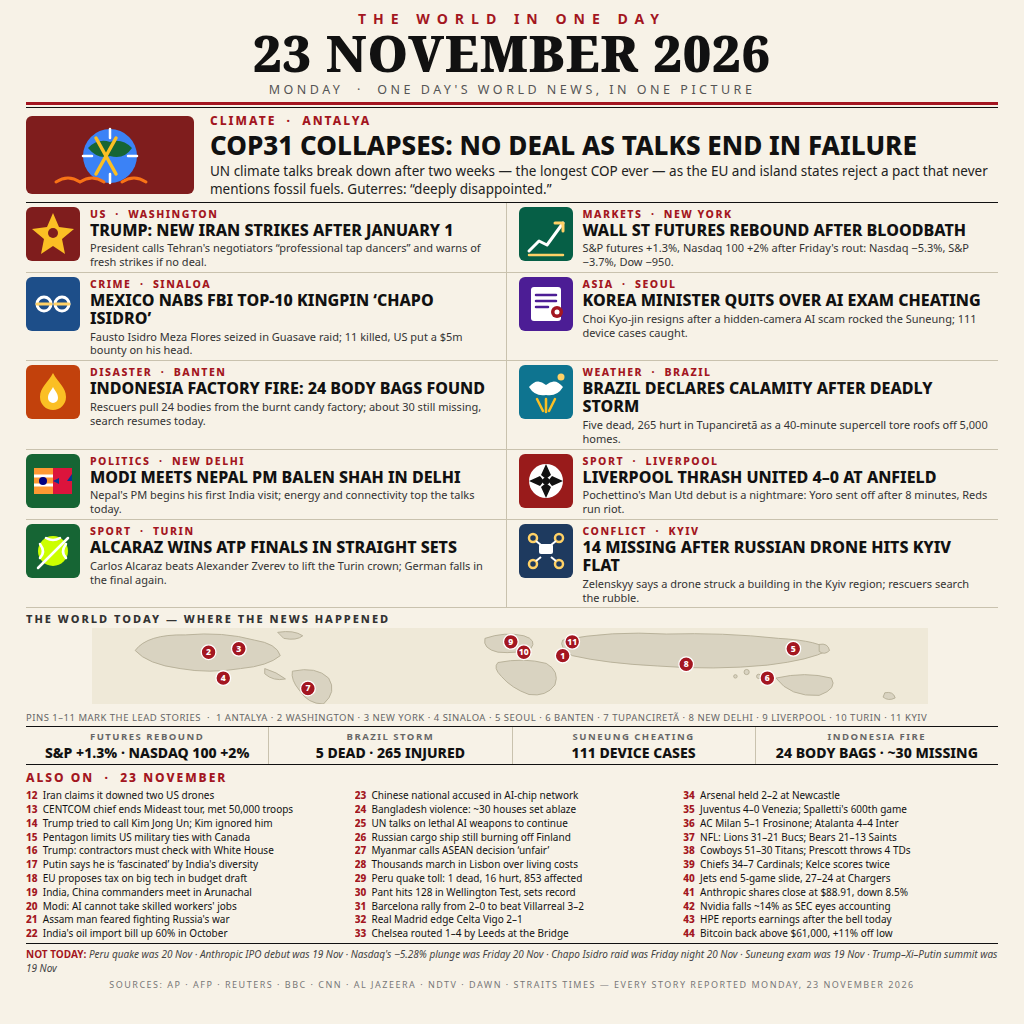 THE WORLD IN ONE DAY
23 NOVEMBER 2026
MONDAY · ONE DAY'S WORLD NEWS, IN ONE PICTURE
CLIMATE · ANTALYA
COP31 COLLAPSES: NO DEAL AS TALKS END IN FAILURE
UN climate talks break down after two weeks — the longest COP ever — as the EU and island states reject a pact that never
mentions fossil fuels. Guterres: “deeply disappointed.”
US · WASHINGTON
TRUMP: NEW IRAN STRIKES AFTER JANUARY 1
President calls Tehran's negotiators “professional tap dancers” and warns of
fresh strikes if no deal.
MARKETS · NEW YORK
WALL ST FUTURES REBOUND AFTER BLOODBATH
S&P futures +1.3%, Nasdaq 100 +2% after Friday's rout: Nasdaq −5.3%, S&P
−3.7%, Dow −950.
CRIME · SINALOA
MEXICO NABS FBI TOP-10 KINGPIN ‘CHAPO
ISIDRO’
Fausto Isidro Meza Flores seized in Guasave raid; 11 killed, US put a $5m
bounty on his head.
ASIA · SEOUL
KOREA MINISTER QUITS OVER AI EXAM CHEATING
Choi Kyo-jin resigns after a hidden-camera AI scam rocked the Suneung; 111
device cases caught.
DISASTER · BANTEN
INDONESIA FACTORY FIRE: 24 BODY BAGS FOUND
Rescuers pull 24 bodies from the burnt candy factory; about 30 still missing,
search resumes today.
WEATHER · BRAZIL
BRAZIL DECLARES CALAMITY AFTER DEADLY
STORM
Five dead, 265 hurt in Tupanciretã as a 40-minute supercell tore roofs off 5,000
homes.
POLITICS · NEW DELHI
MODI MEETS NEPAL PM BALEN SHAH IN DELHI
Nepal's PM begins his first India visit; energy and connectivity top the talks
today.
SPORT · LIVERPOOL
LIVERPOOL THRASH UNITED 4–0 AT ANFIELD
Pochettino's Man Utd debut is a nightmare: Yoro sent off after 8 minutes, Reds
run riot.
SPORT · TURIN
ALCARAZ WINS ATP FINALS IN STRAIGHT SETS
Carlos Alcaraz beats Alexander Zverev to lift the Turin crown; German falls in
the final again.
CONFLICT · KYIV
14 MISSING AFTER RUSSIAN DRONE HITS KYIV
FLAT
Zelenskyy says a drone struck a building in the Kyiv region; rescuers search
the rubble.
THE WORLD TODAY — WHERE THE NEWS HAPPENED
2 3 4 7 9 10 11 1 8 5 6
PINS 1–11 MARK THE LEAD STORIES · 1 ANTALYA · 2 WASHINGTON · 3 NEW YORK · 4 SINALOA · 5 SEOUL · 6 BANTEN · 7 TUPANCIRETÃ · 8 NEW DELHI · 9 LIVERPOOL · 10 TURIN · 11 KYIV
FUTURES REBOUND
S&P +1.3% · NASDAQ 100 +2%
BRAZIL STORM
5 DEAD · 265 INJURED
SUNEUNG CHEATING
111 DEVICE CASES
INDONESIA FIRE
24 BODY BAGS · ~30 MISSING
ALSO ON · 23 NOVEMBER
12 Iran claims it downed two US drones
13 CENTCOM chief ends Mideast tour, met 50,000 troops
14 Trump tried to call Kim Jong Un; Kim ignored him
15 Pentagon limits US military ties with Canada
16 Trump: contractors must check with White House
17 Putin says he is ‘fascinated’ by India's diversity
18 EU proposes tax on big tech in budget draft
19 India, China commanders meet in Arunachal
20 Modi: AI cannot take skilled workers' jobs
21 Assam man feared fighting Russia's war
22 India's oil import bill up 60% in October
23 Chinese national accused in AI-chip network
24 Bangladesh violence: ~30 houses set ablaze
25 UN talks on lethal AI weapons to continue
26 Russian cargo ship still burning off Finland
27 Myanmar calls ASEAN decision ‘unfair’
28 Thousands march in Lisbon over living costs
29 Peru quake toll: 1 dead, 16 hurt, 853 affected
30 Pant hits 128 in Wellington Test, sets record
31 Barcelona rally from 2–0 to beat Villarreal 3–2
32 Real Madrid edge Celta Vigo 2–1
33 Chelsea routed 1–4 by Leeds at the Bridge
34 Arsenal held 2–2 at Newcastle
35 Juventus 4–0 Venezia; Spalletti's 600th game
36 AC Milan 5–1 Frosinone; Atalanta 4–4 Inter
37 NFL: Lions 31–21 Bucs; Bears 21–13 Saints
38 Cowboys 51–30 Titans; Prescott throws 4 TDs
39 Chiefs 34–7 Cardinals; Kelce scores twice
40 Jets end 5-game slide, 27–24 at Chargers
41 Anthropic shares close at $88.91, down 8.5%
42 Nvidia falls ~14% as SEC eyes accounting
43 HPE reports earnings after the bell today
44 Bitcoin back above $61,000, +11% off low
NOT TODAY: Peru quake was 20 Nov · Anthropic IPO debut was 19 Nov · Nasdaq's −5.28% plunge was Friday 20 Nov · Chapo Isidro raid was Friday night 20 Nov · Suneung exam was 19 Nov · Trump–Xi–Putin summit was
19 Nov
SOURCES: AP · AFP · REUTERS · BBC · CNN · AL JAZEERA · NDTV · DAWN · STRAITS TIMES — EVERY STORY REPORTED MONDAY, 23 NOVEMBER 2026